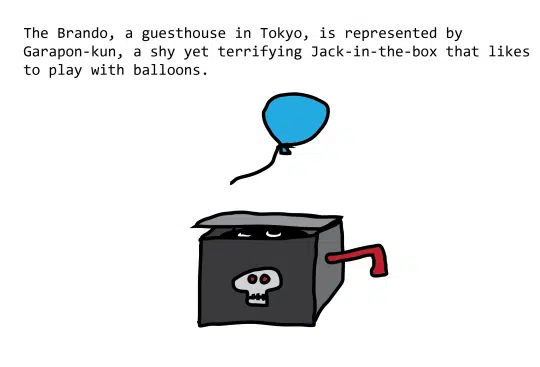 The Brando, a guesthouse in Tokyo, is represented by
Garapon-kun, a shy yet terrifying Jack-in-the-box that likes
to play with balloons.